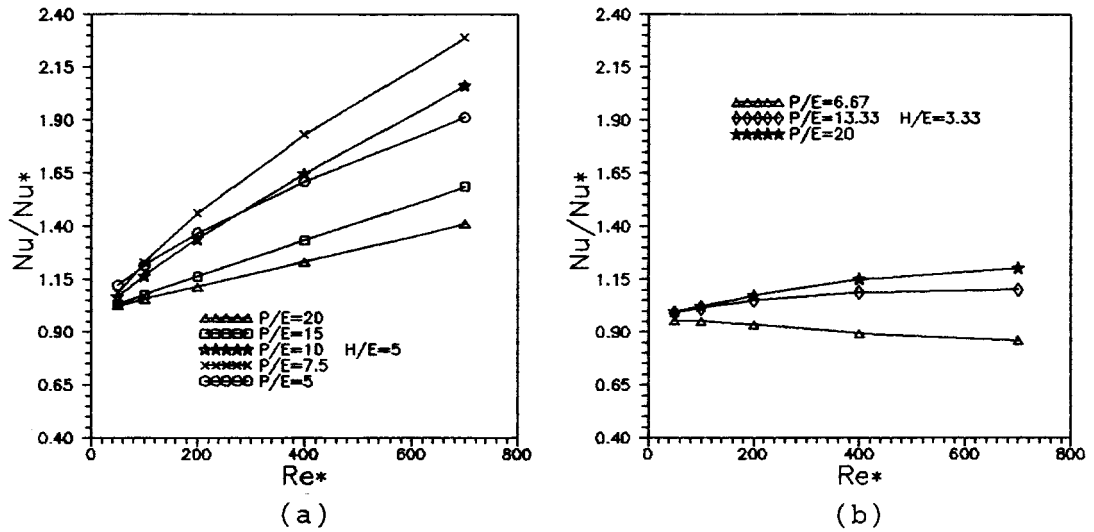 2.40
2.15
1.90
1.65
1.40
1.15
0.90
0.65
0.40
Nu/Nu*
P/E=20
P/E=15
P/E=10 H/E=5
P/E=7.5
P/E=5
0 200 400 600 800
Re*
(a)
2.40
2.15
1.90
1.65
1.40
1.15
0.90
0.65
0.40
Nu/Nu*
P/E=6.67
P/E=13.33 H/E=3.33
P/E=20
0 200 400 600 800
Re*
(b)